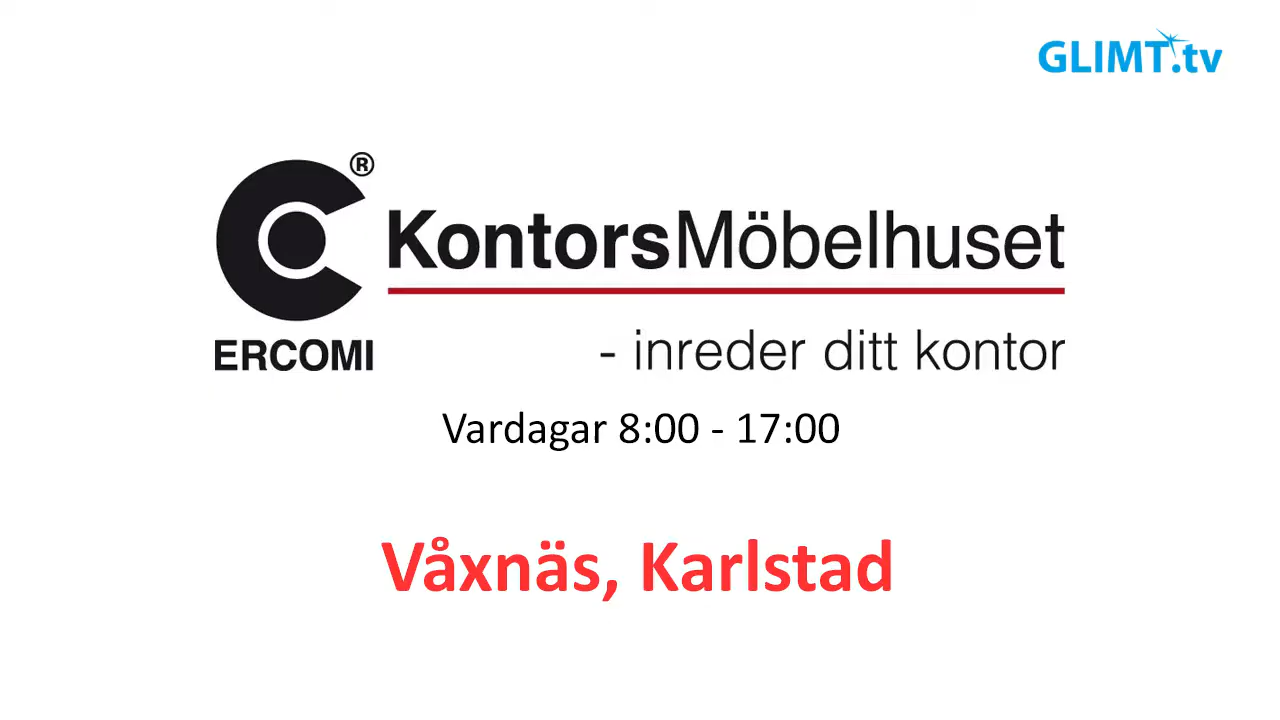 GLIMT.tv
®
KontorsMöbelhuset
ERCOMI
- inreder ditt kontor
Vardagar 8:00 - 17:00
Våxnäs, Karlstad